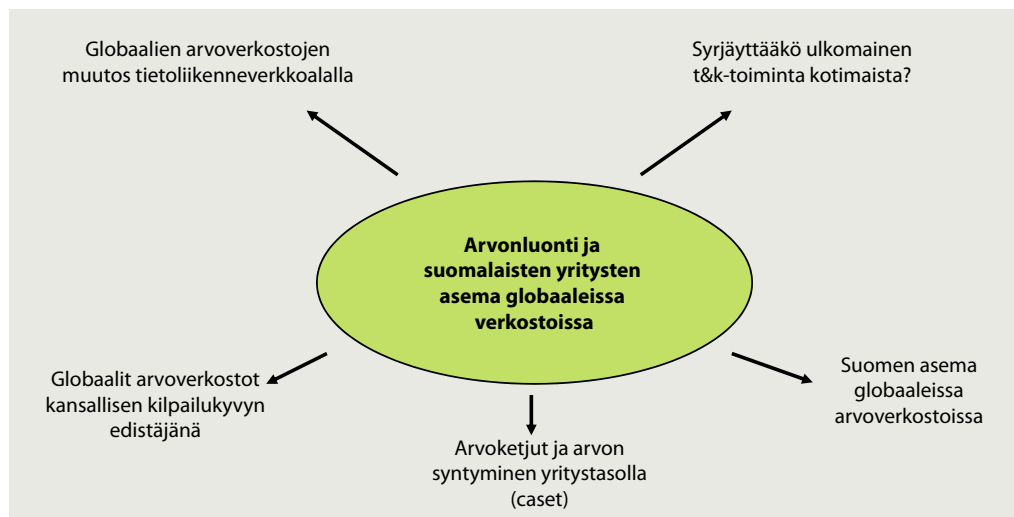 Globaalien arvoverkostojen
muutos tietoliikenneverkkoalalla
Syrjäyttääkö ulkomainen
t&k-toiminta kotimaista?
Arvonluonti ja
suomalaisten yritysten
asema globaaleissa
verkostoissa
Globaalit arvoverkostot
kansallisen kilpailukyvyn
edistäjänä
Arvoketjut ja arvon
syntyminen yritystasolla
(caset)
Suomen asema
globaaleissa
arvoverkostoissa